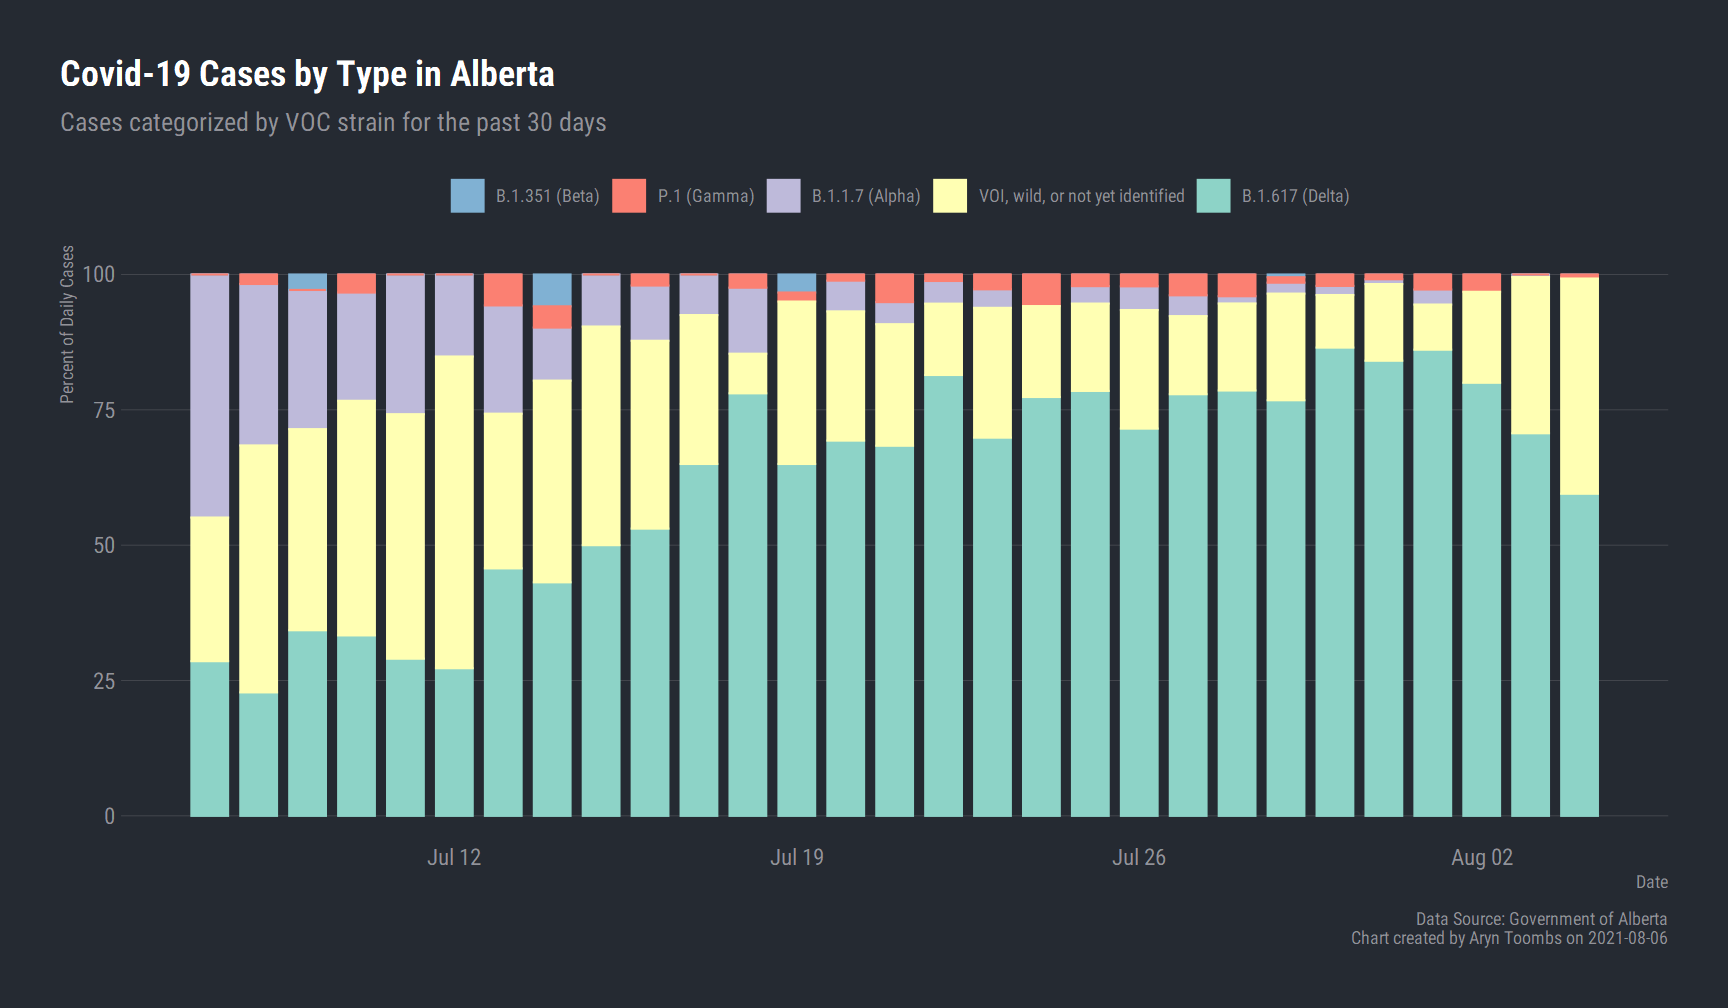 Covid-19 Cases by Type in Alberta
Cases categorized by VOC strain for the past 30 days
B.1.351 (Beta)
P.1 (Gamma)
B.1.1.7 (Alpha)
VOI, wild, or not yet identified
B.1.617 (Delta)
Percent of Daily Cases
100
75
50
25
0
Jul 12
Jul 19
Jul 26
Aug 02
Date
Data Source: Government of Alberta
Chart created by Aryn Toombs on 2021-08-06